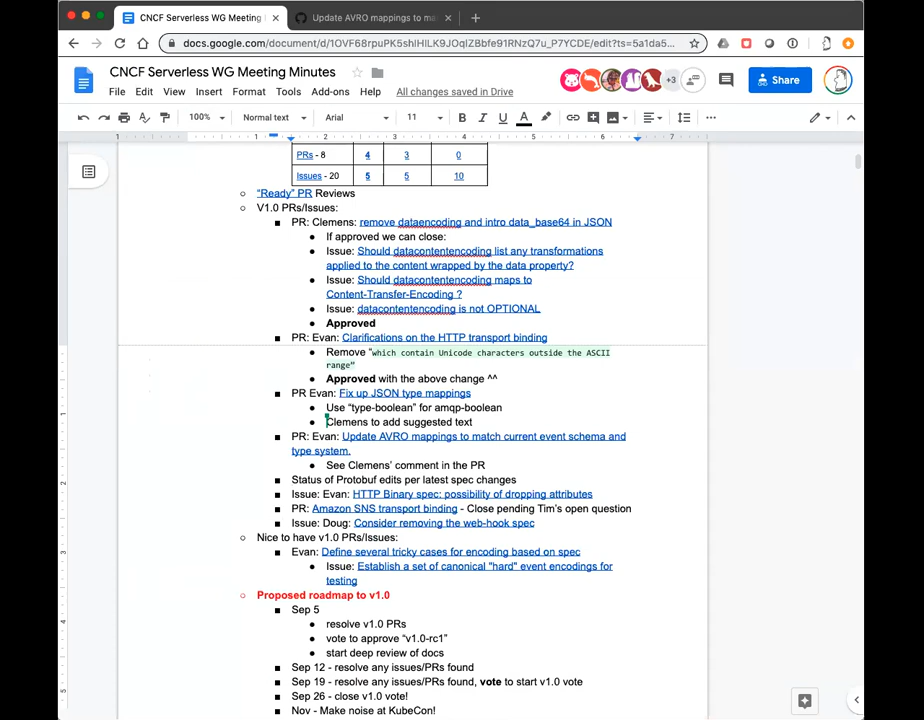 CNCF Serverless WG Meeting
Update AVRO mappings to ma
docs.google.com/document/d/1OVF68rpuPK5shlHlLK9JOqlZBbfe91RNzQ7u_P7YCDE/edit?ts=5a1da5...
CNCF Serverless WG Meeting Minutes
File Edit View Insert Format Tools Add-ons Help All changes saved in Drive
+3
Share
100% Normal text Arial 11 B I U A
1 1 2 3 4 5 6 7
PRs - 8 4 3 0
Issues - 20 5 5 10
"Ready" PR Reviews
V1.0 PRs/Issues:
PR: Clemens: remove dataencoding and intro data_base64 in JSON
If approved we can close:
Issue: Should datacontentencoding list any transformations
applied to the content wrapped by the data property?
Issue: Should datacontentencoding maps to
Content-Transfer-Encoding ?
Issue: datacontentencoding is not OPTIONAL
Approved
PR: Evan: Clarifications on the HTTP transport binding
Remove "which contain Unicode characters outside the ASCII
range"
Approved with the above change ^^
PR Evan: Fix up JSON type mappings
Use "type-boolean" for amqp-boolean
Clemens to add suggested text
PR: Evan: Update AVRO mappings to match current event schema and
type system.
See Clemens' comment in the PR
Status of Protobuf edits per latest spec changes
Issue: Evan: HTTP Binary spec: possibility of dropping attributes
PR: Amazon SNS transport binding - Close pending Tim's open question
Issue: Doug: Consider removing the web-hook spec
Nice to have v1.0 PRs/Issues:
Evan: Define several tricky cases for encoding based on spec
Issue: Establish a set of canonical "hard" event encodings for
testing
Proposed roadmap to v1.0
Sep 5
resolve v1.0 PRs
vote to approve "v1.0-rc1"
start deep review of docs
Sep 12 - resolve any issues/PRs found
Sep 19 - resolve any issues/PRs found, vote to start v1.0 vote
Sep 26 - close v1.0 vote!
Nov - Make noise at KubeCon!